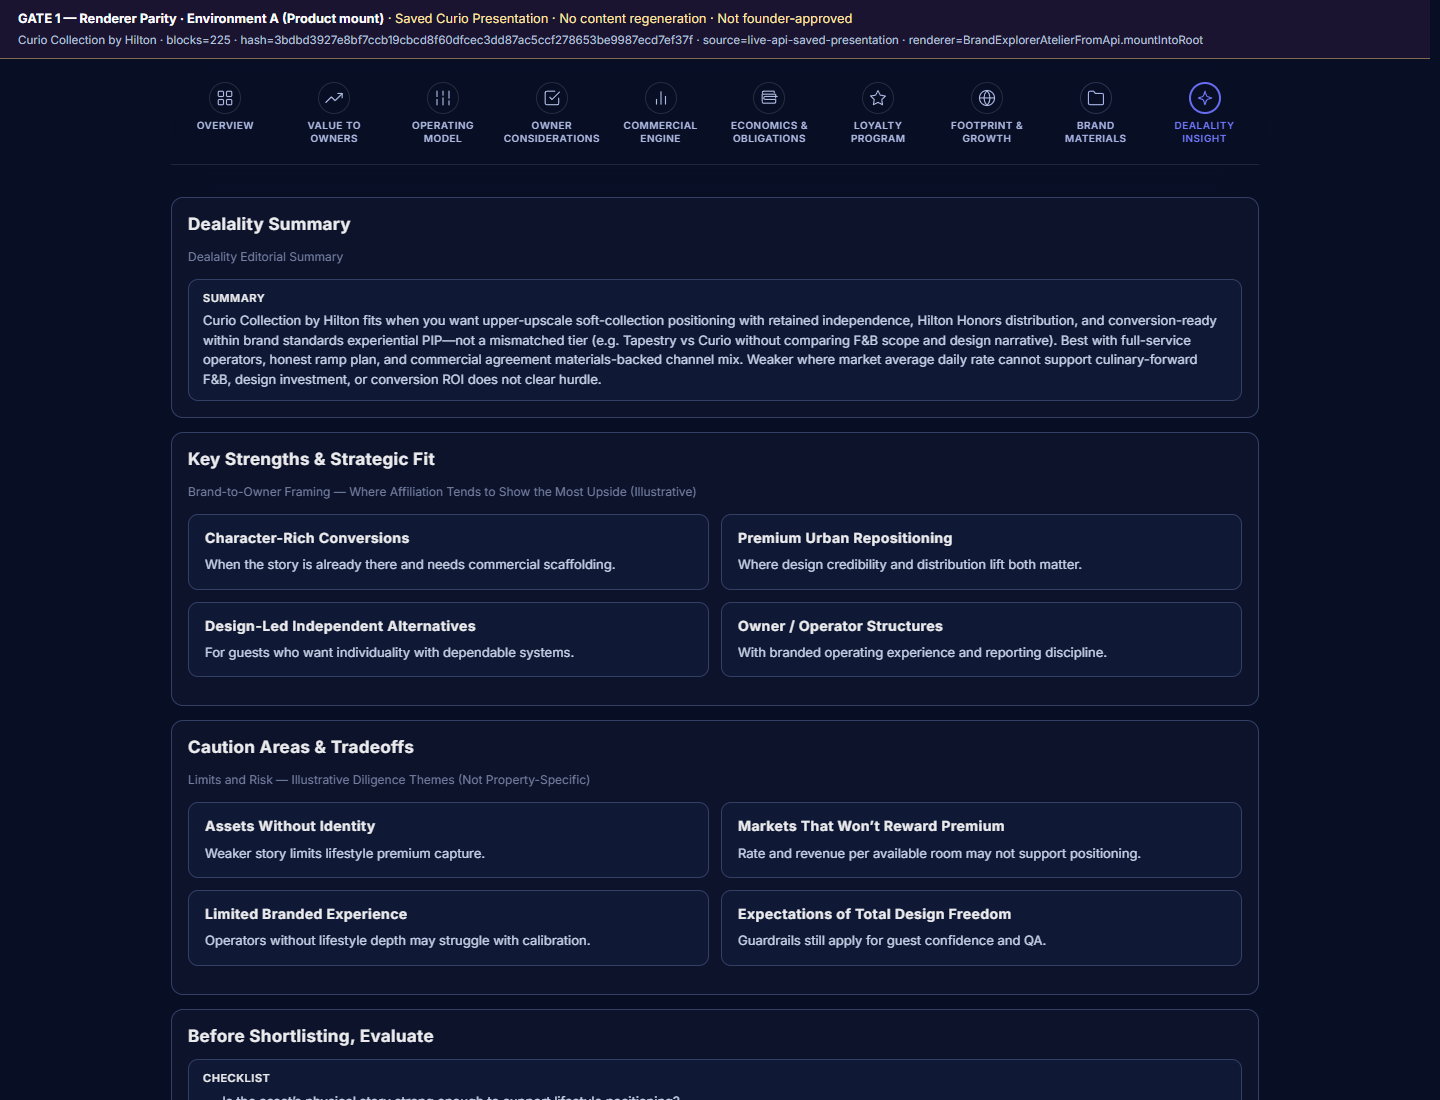 GATE 1 — Renderer Parity · Environment A (Product mount) · Saved Curio Presentation · No content regeneration · Not founder-approved
Curio Collection by Hilton · blocks=225 · hash=3bdbd3927e8bf7ccb19cbcd8f60dfcec3dd87ac5ccf278653be9987ecd7ef37f · source=live-api-saved-presentation · renderer=BrandExplorerAtelierFromApi.mountIntoRoot
OVERVIEW
VALUE TO OWNERS
OPERATING MODEL
OWNER CONSIDERATIONS
COMMERCIAL ENGINE
ECONOMICS & OBLIGATIONS
LOYALTY PROGRAM
FOOTPRINT & GROWTH
BRAND MATERIALS
DEALALITY INSIGHT
Dealality Summary
Dealality Editorial Summary
SUMMARY
Curio Collection by Hilton fits when you want upper-upscale soft-collection positioning with retained independence, Hilton Honors distribution, and conversion-ready
within brand standards experiential PIP—not a mismatched tier (e.g. Tapestry vs Curio without comparing F&B scope and design narrative). Best with full-service
operators, honest ramp plan, and commercial agreement materials-backed channel mix. Weaker where market average daily rate cannot support culinary-forward
F&B, design investment, or conversion ROI does not clear hurdle.
Key Strengths & Strategic Fit
Brand-to-Owner Framing — Where Affiliation Tends to Show the Most Upside (Illustrative)
Character-Rich Conversions
When the story is already there and needs commercial scaffolding.
Premium Urban Repositioning
Where design credibility and distribution lift both matter.
Design-Led Independent Alternatives
For guests who want individuality with dependable systems.
Owner / Operator Structures
With branded operating experience and reporting discipline.
Caution Areas & Tradeoffs
Limits and Risk — Illustrative Diligence Themes (Not Property-Specific)
Assets Without Identity
Weaker story limits lifestyle premium capture.
Markets That Won't Reward Premium
Rate and revenue per available room may not support positioning.
Limited Branded Experience
Operators without lifestyle depth may struggle with calibration.
Expectations of Total Design Freedom
Guardrails still apply for guest confidence and QA.
Before Shortlisting, Evaluate
CHECKLIST
Is the asset's physical story strong enough to support lifestyle positioning?